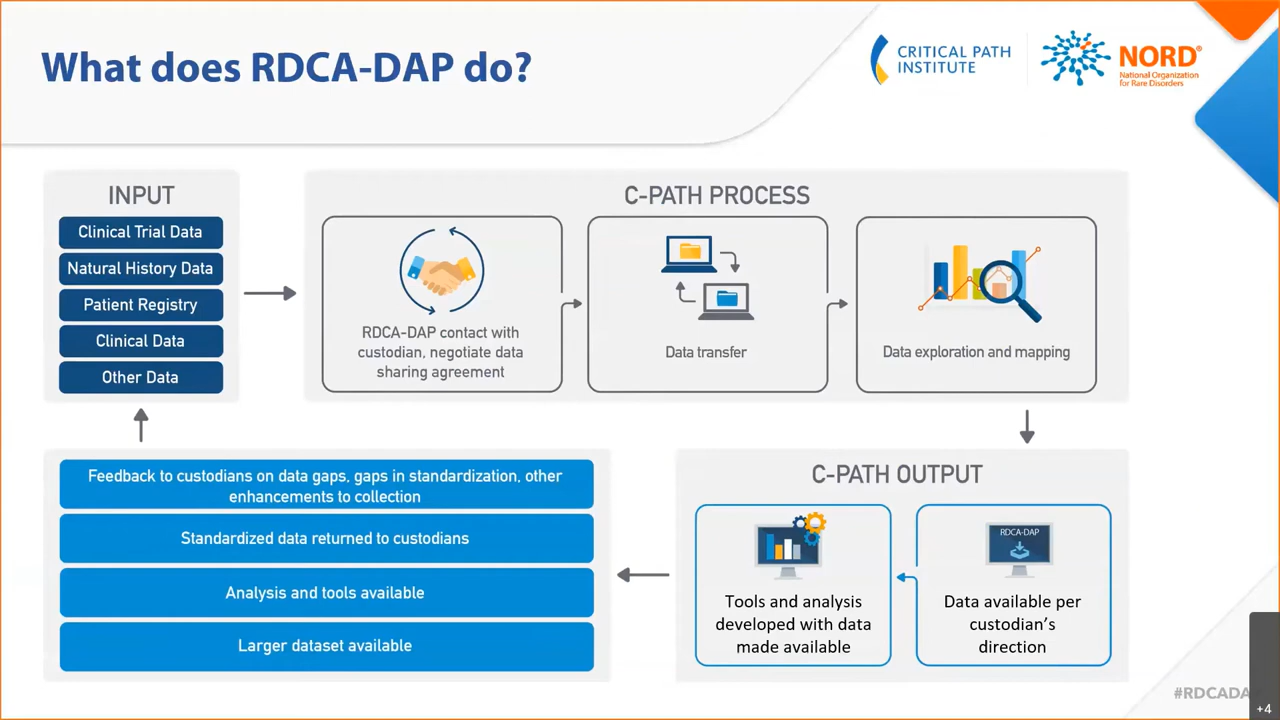 What does RDCA-DAP do?
CRITICAL PATH
INSTITUTE
NORD®
National Organization
for Rare Disorders
INPUT
Clinical Trial Data
Natural History Data
Patient Registry
Clinical Data
Other Data
C-PATH PROCESS
RDCA-DAP contact with
custodian, negotiate data
sharing agreement
Data transfer
Data exploration and mapping
Feedback to custodians on data gaps, gaps in standardization, other
enhancements to collection
Standardized data returned to custodians
Analysis and tools available
Larger dataset available
C-PATH OUTPUT
Tools and analysis
developed with data
made available
RDCA-DAP
Data available per
custodian's
direction
+4